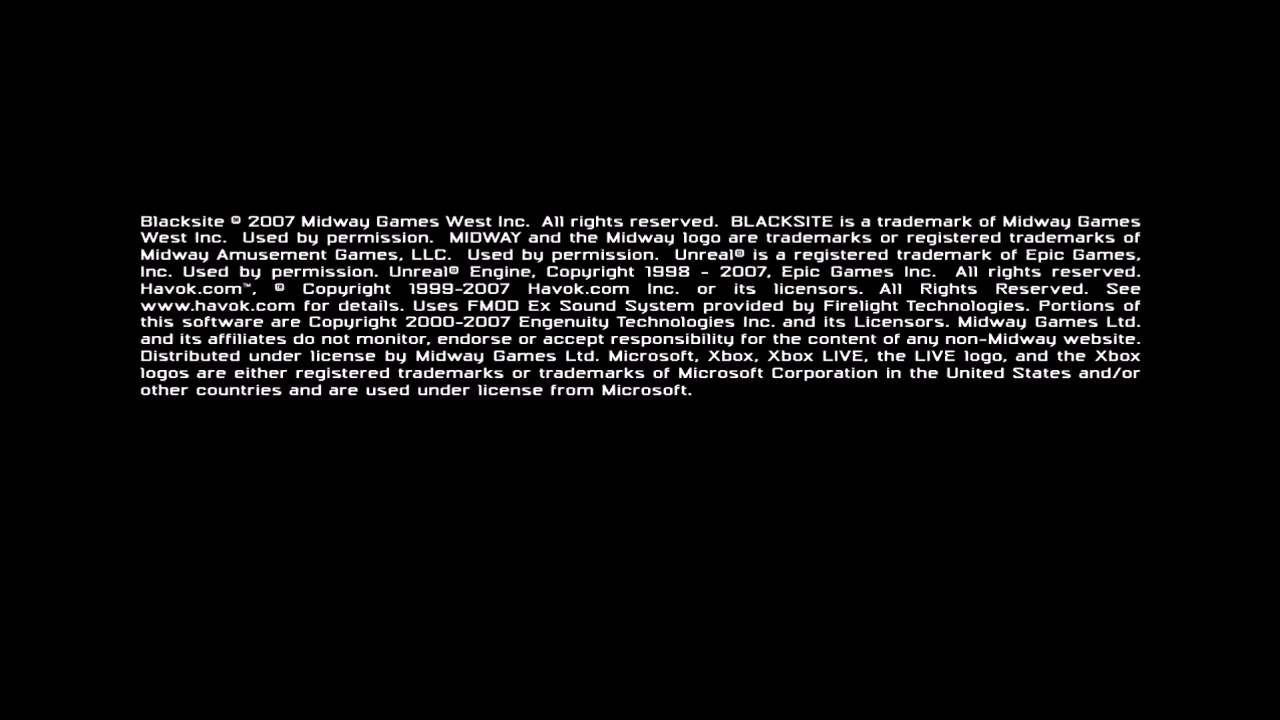 Blacksite © 2007 Midway Games West Inc.  All rights reserved.  BLACKSITE is a trademark of Midway Games
West Inc.  Used by permission.  MIDWAY and the Midway logo are trademarks or registered trademarks of
Midway Amusement Games, LLC.  Used by permission.  Unreal® is a registered trademark of Epic Games,
Inc. Used by permission. Unreal® Engine, Copyright 1998 - 2007, Epic Games Inc.  All rights reserved.
Havok.com™, © Copyright 1999-2007 Havok.com Inc. or its licensors. All Rights Reserved. See
www.havok.com for details. Uses FMOD Ex Sound System provided by Firelight Technologies. Portions of
this software are Copyright 2000-2007 Engenuity Technologies Inc. and its Licensors. Midway Games Ltd.
and its affiliates do not monitor, endorse or accept responsibility for the content of any non-Midway website.
Distributed under license by Midway Games Ltd. Microsoft, Xbox, Xbox LIVE, the LIVE logo, and the Xbox
logos are either registered trademarks or trademarks of Microsoft Corporation in the United States and/or
other countries and are used under license from Microsoft.